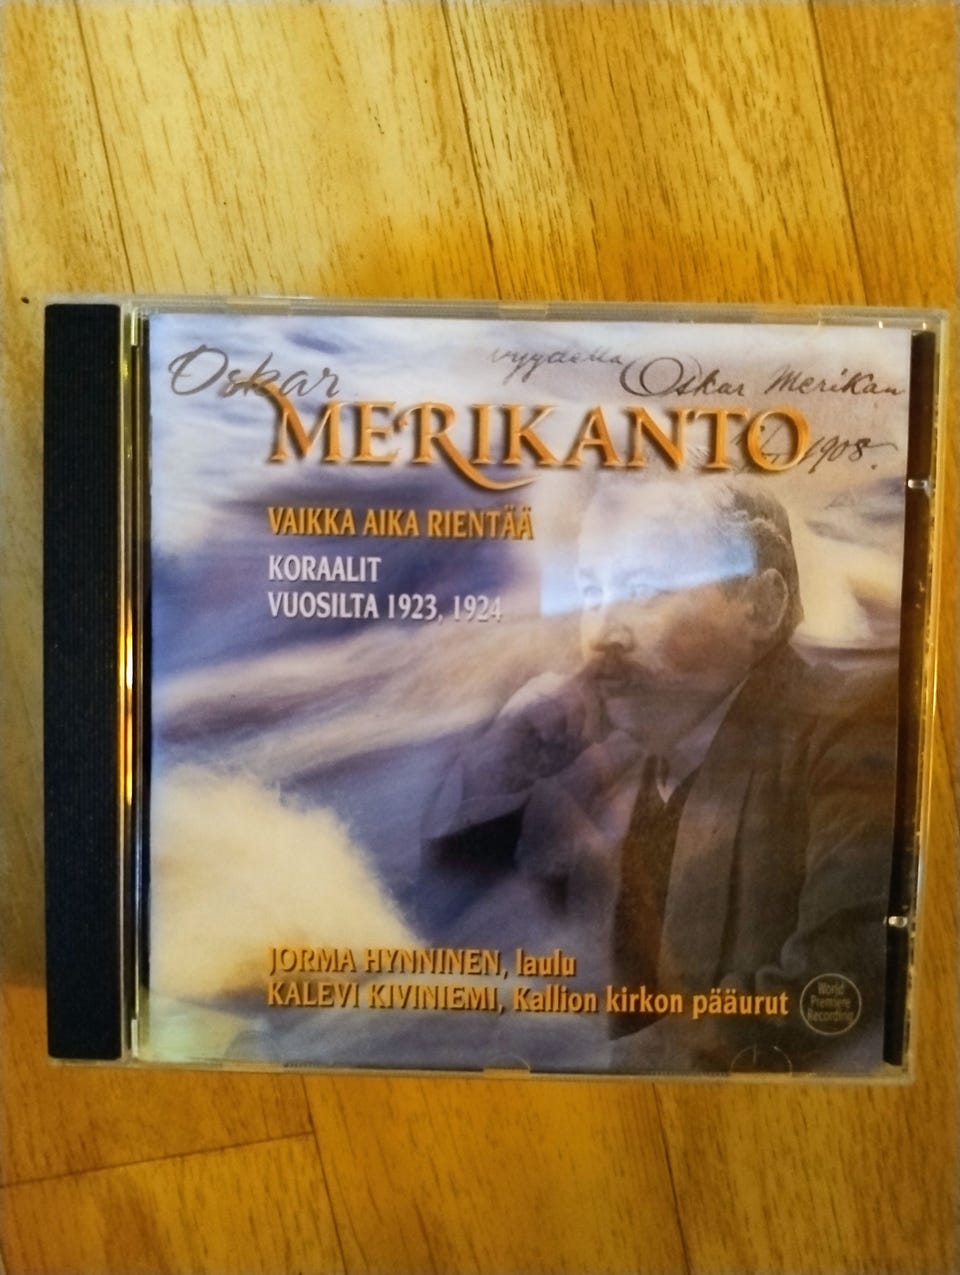 Oskar
vyydellä Oskar Merikan
MERIKANTO
1908.
VAIKKA AIKA RIENTÄÄ
KORAALIT
VUOSILTA 1923, 1924
JORMA HYNNINEN, laulu
KALEVI KIVINIEMI, Kallion kirkon pääurut
World
Premiere
Recording